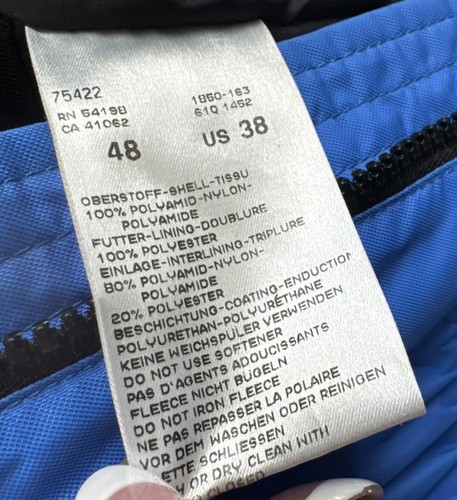 75422 1850-163
RN 54198 61Q 1452
CA 41062
48 US 38
OBERSTOFF-SHELL-TISSU
100% POLYAMID-NYLON-
POLYAMIDE
FUTTER-LINING-DOUBLURE
100% POLYESTER
EINLAGE-INTERLINING-TRIPLURE
80% POLYAMID-NYLON-
POLYAMIDE
20% POLYESTER
BESCHICHTUNG-COATING-ENDUCTION
POLYURETHAN-POLYURETHANE
KEINE WEICHSPÜLER VERWENDEN
DO NOT USE SOFTENER
PAS D'AGENTS ADOUCISSANTS
FLEECE NICHT BÜGELN
DO NOT IRON FLEECE
NE PAS REPASSER LA POLAIRE
VOR DEM WASCHEN ODER REINIGEN
SCHLIESSEN
OR DRY CLEAN WITH